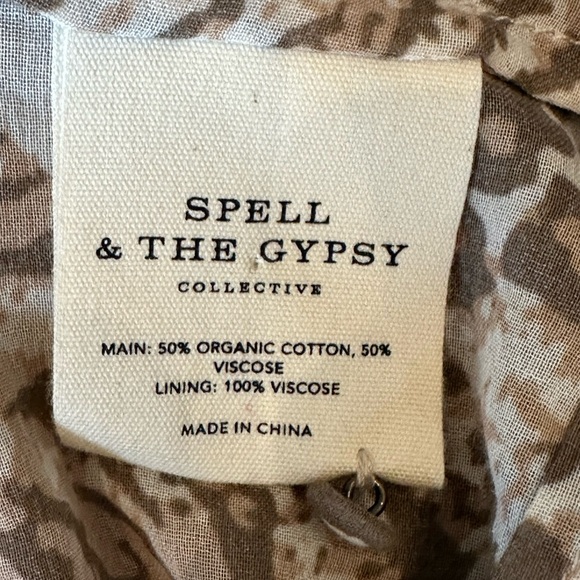 SPELL
& THE GYPSY
COLLECTIVE
MAIN: 50% ORGANIC COTTON, 50%
VISCOSE
LINING: 100% VISCOSE
MADE IN CHINA